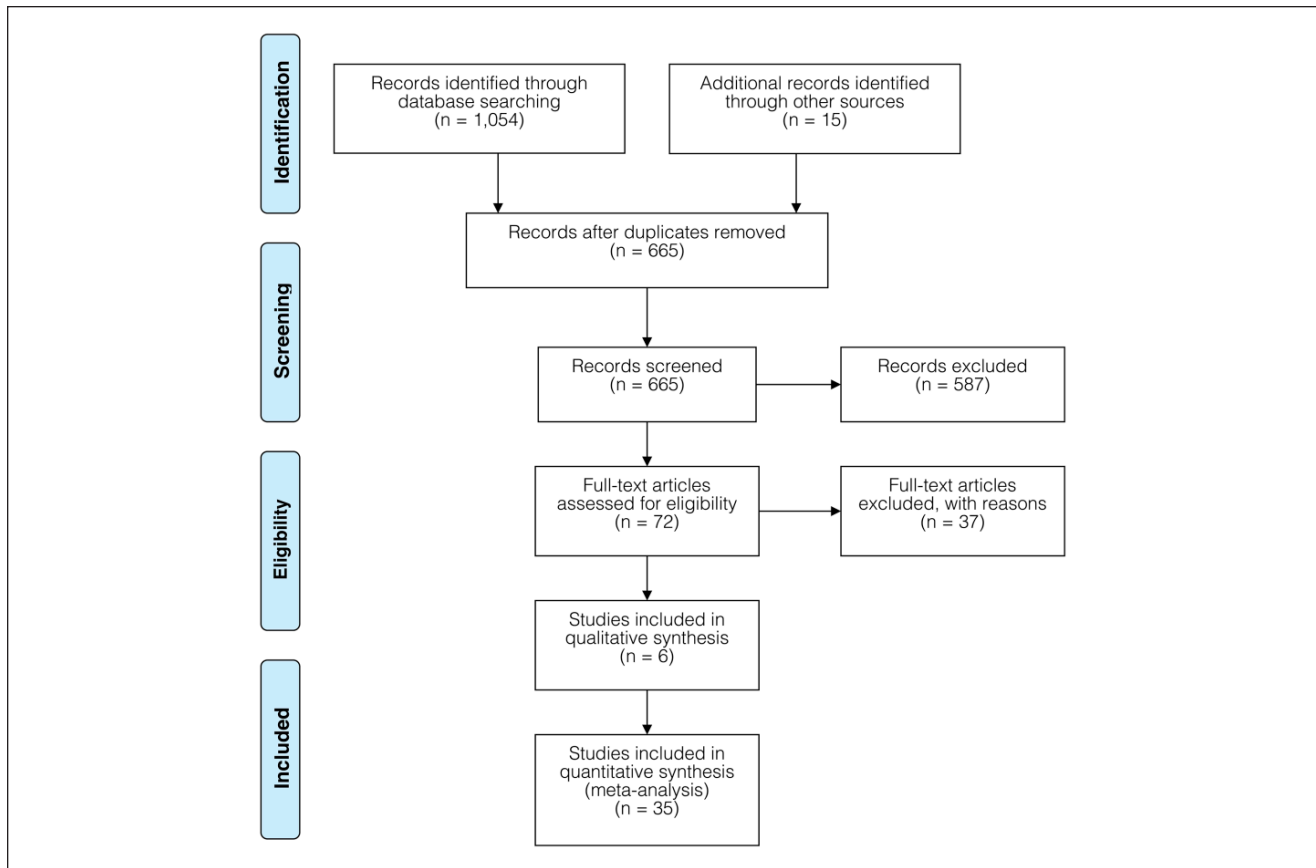 Identification
Records identified through
database searching
(n = 1,054)
Additional records identified
through other sources
(n = 15)
Records after duplicates removed
(n = 665)
Screening
Records screened
(n = 665)
Records excluded
(n = 587)
Eligibility
Full-text articles
assessed for eligibility
(n = 72)
Full-text articles
excluded, with reasons
(n = 37)
Studies included in
qualitative synthesis
(n = 6)
Included
Studies included in
quantitative synthesis
(meta-analysis)
(n = 35)